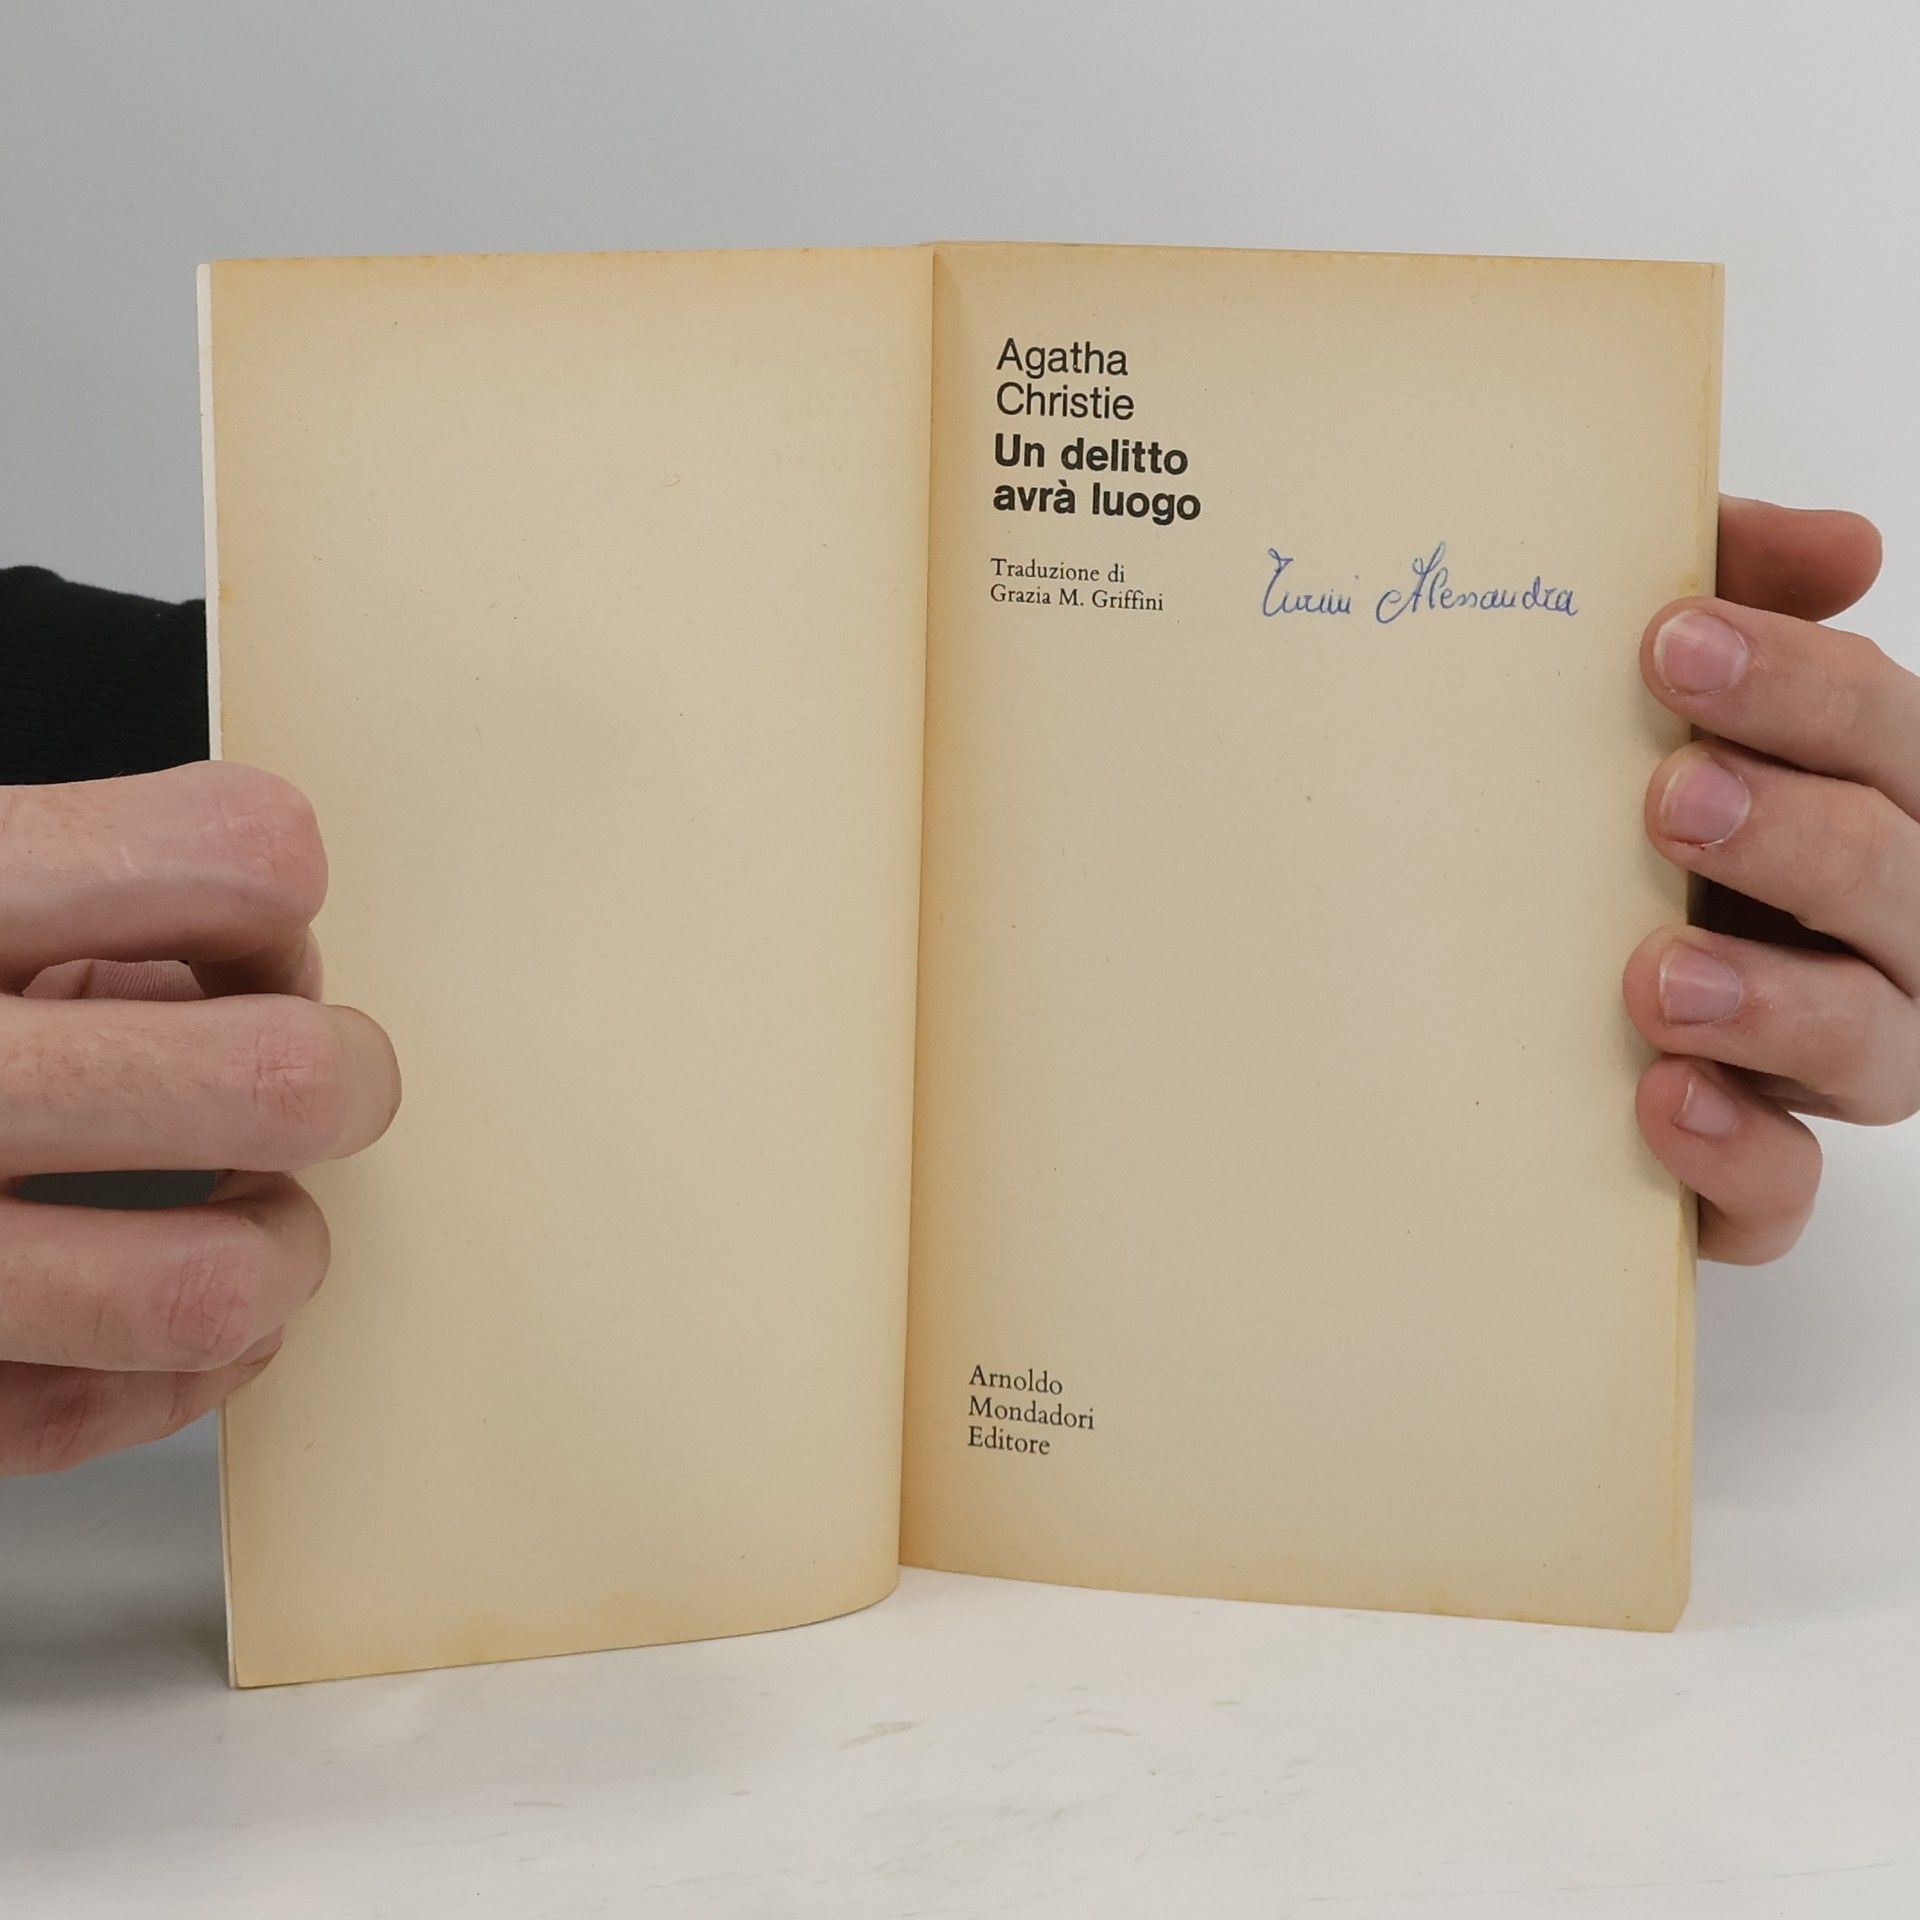 Agatha
Christie
Un delitto
avrà luogo
Traduzione di
Grazia M. Griffini
Alessandra
Arnoldo
Mondadori
Editore